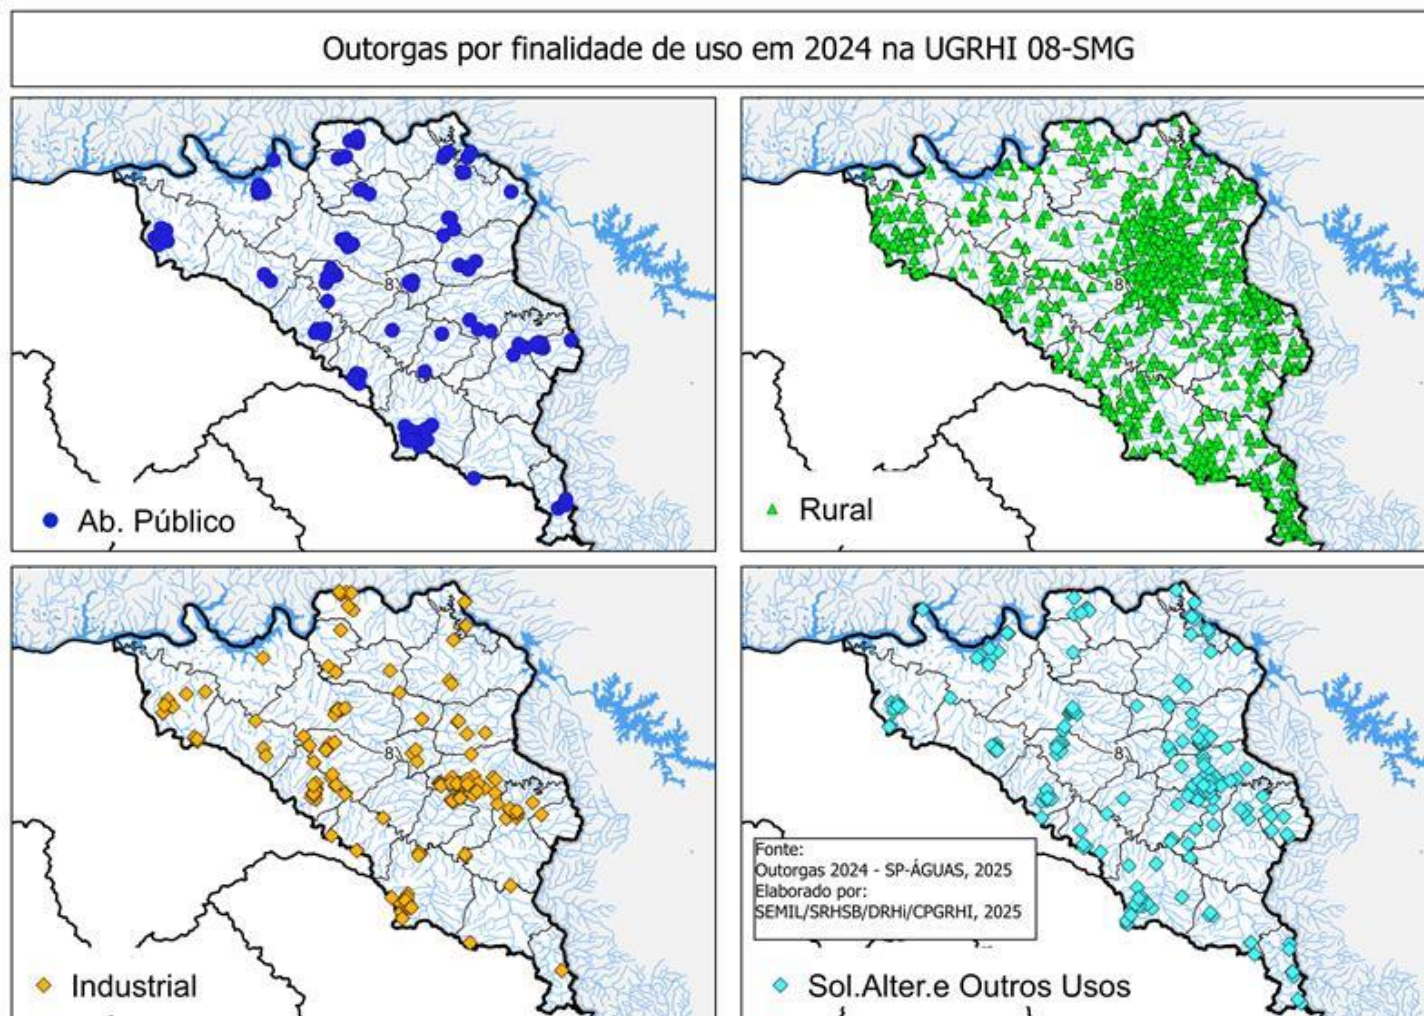 Outorgas por finalidade de uso em 2024 na UGRHI 08-SMG
8
Ab. Público
8
Rural
8
Industrial
8
Fonte:
Outorgas 2024 - SP-ÁGUAS, 2025
Elaborado por:
SEMIL/SRHSB/DRHi/CPGRHI, 2025
Sol.Alter.e Outros Usos